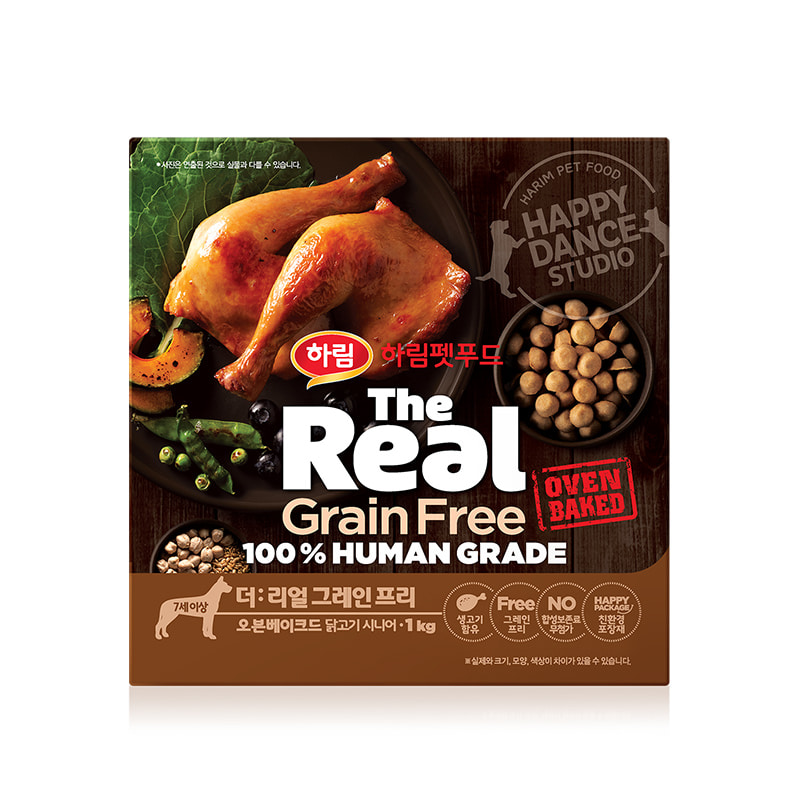 *사진은 연출된 것으로 실물과 다를 수 있습니다.
HARIM PET FOOD
HAPPY
DANCE
STUDIO
하림 하림펫푸드
The
Real
Grain Free
OVEN
BAKED
100% HUMAN GRADE
7세 이상
더:리얼 그레인 프리
오븐베이크드 닭고기 시니어·1kg
생고기
함유
Free
그레인
프리
NO
합성보존료
무첨가
HAPPY
PACKAGE
친환경
포장재
※실제와 크기, 모양, 색상이 차이가 있을 수 있습니다.